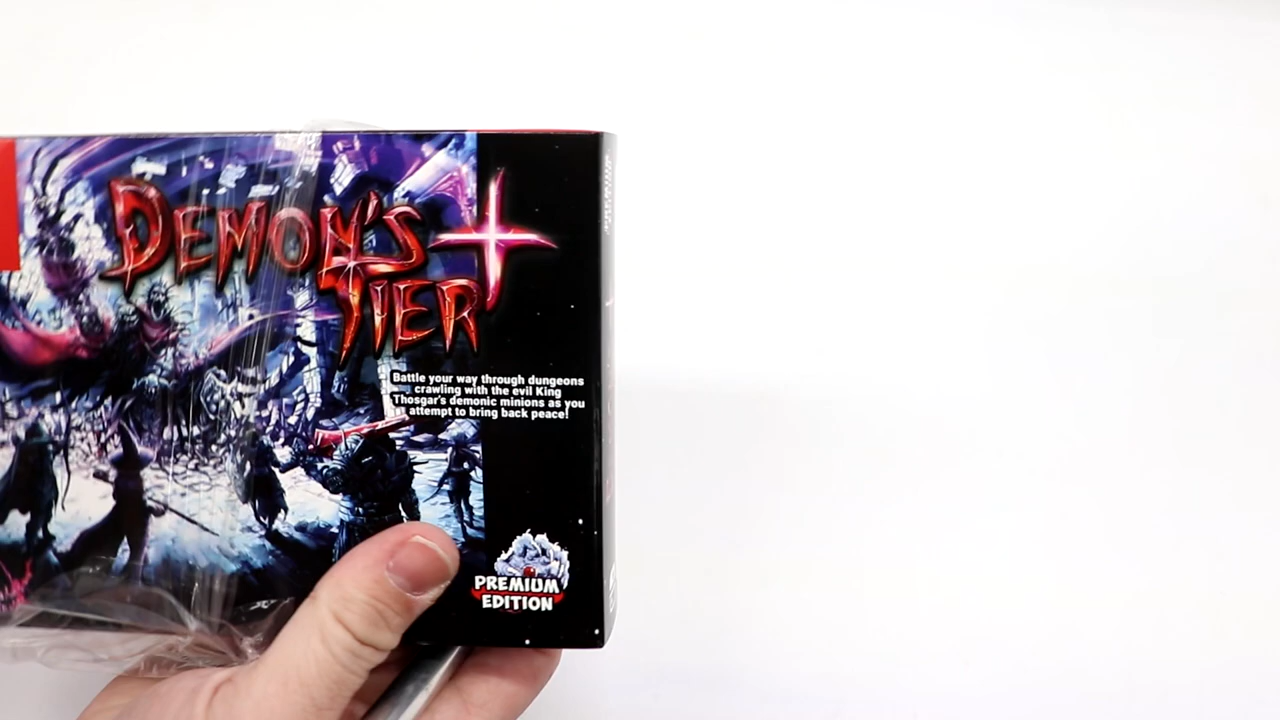 DEMON'S
TIER+
Battle your way through dungeons
crawling with the evil King
Thosgar's demonic minions as you
attempt to bring back peace!
PREMIUM
EDITION